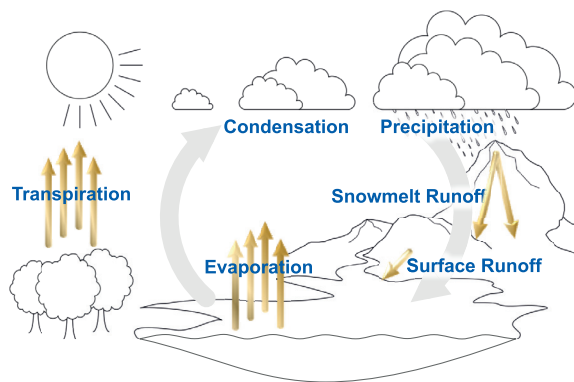 Condensation
Precipitation
Transpiration
Snowmelt Runoff
Evaporation
Surface Runoff